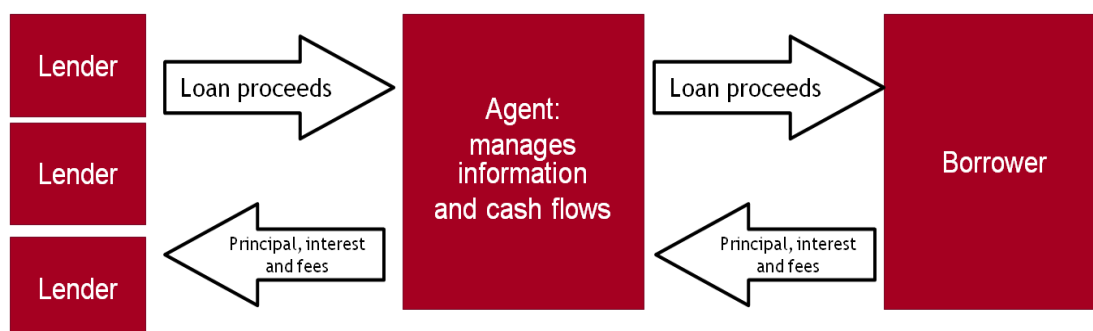 Lender
Lender
Lender
Loan proceeds
Principal, interest
and fees
Agent:
manages
information
and cash flows
Loan proceeds
Principal, interest
and fees
Borrower